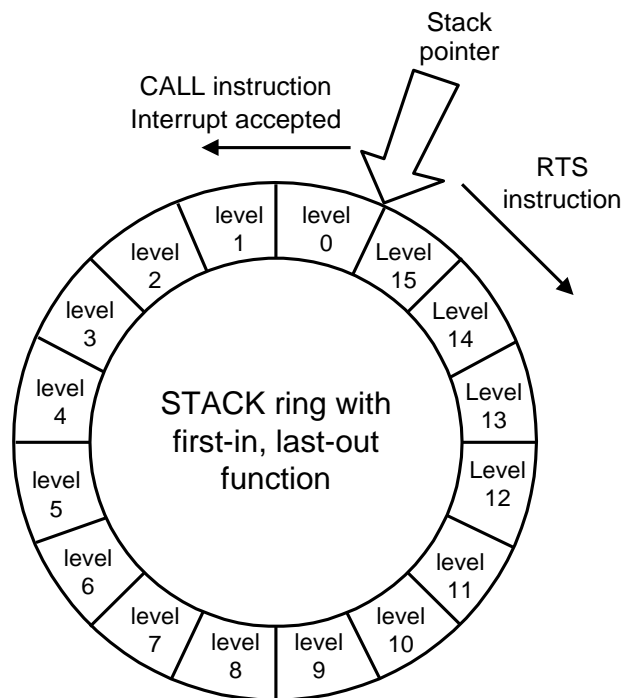 Stack
pointer
CALL instruction
Interrupt accepted
RTS
instruction
level
0
level
1
level
2
level
3
level
4
level
5
level
6
level
7
level
8
level
9
level
10
level
11
Level
12
Level
13
Level
14
Level
15
STACK ring with
first-in, last-out
function